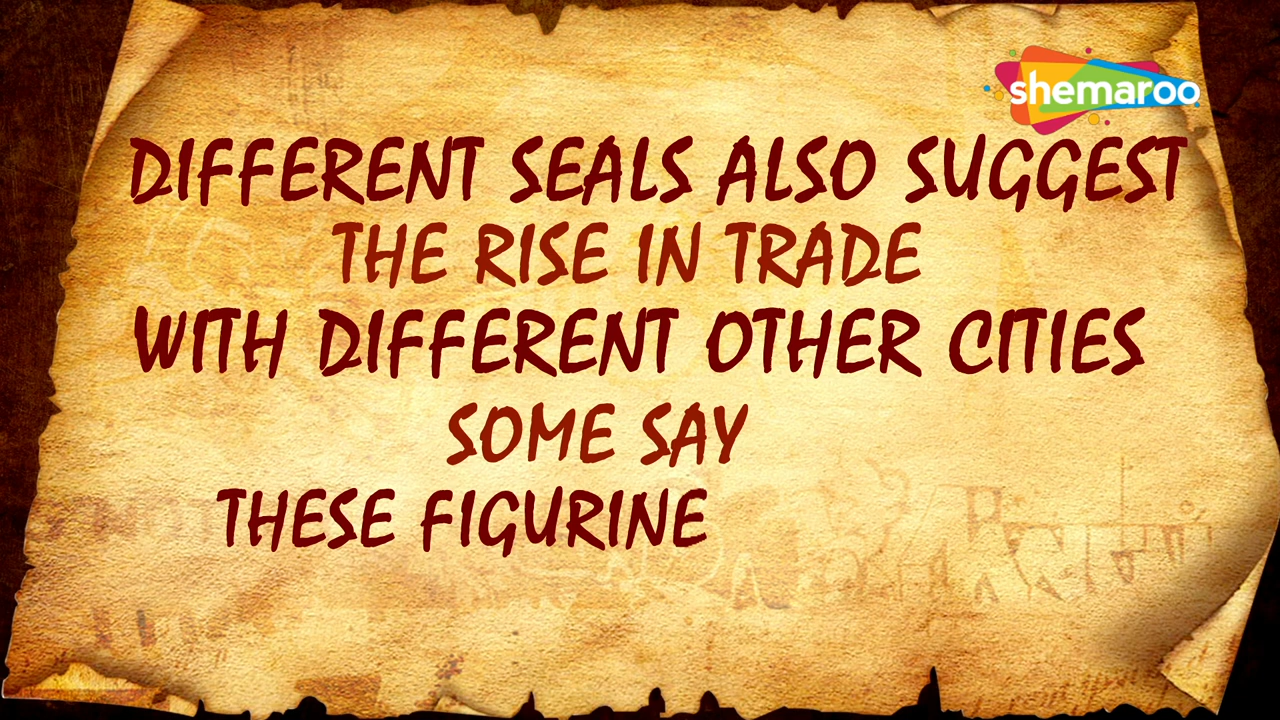 shemaroo
DIFFERENT SEALS ALSO SUGGEST
THE RISE IN TRADE
WITH DIFFERENT OTHER CITIES
SOME SAY
THESE FIGURINE